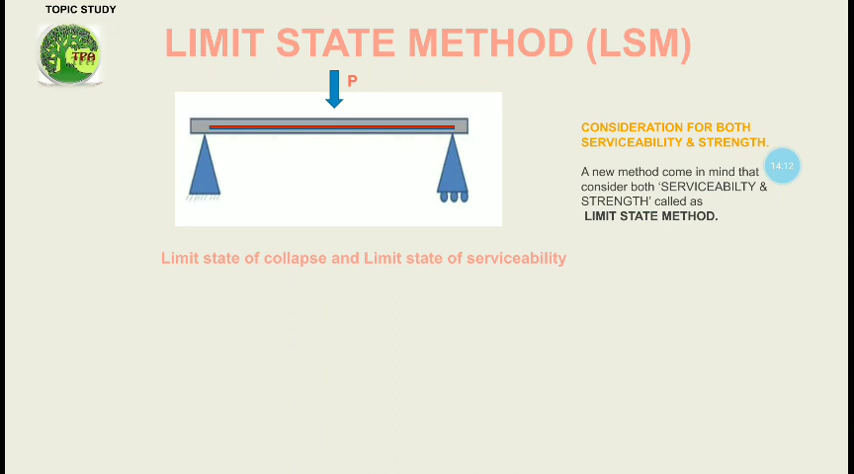 TOPIC STUDY
LIMIT STATE METHOD (LSM)
TPA
P
CONSIDERATION FOR BOTH
SERVICEABILITY & STRENGTH.
14:12
A new method come in mind that
consider both ‘SERVICEABILTY &
STRENGTH’ called as
LIMIT STATE METHOD.
Limit state of collapse and Limit state of serviceability